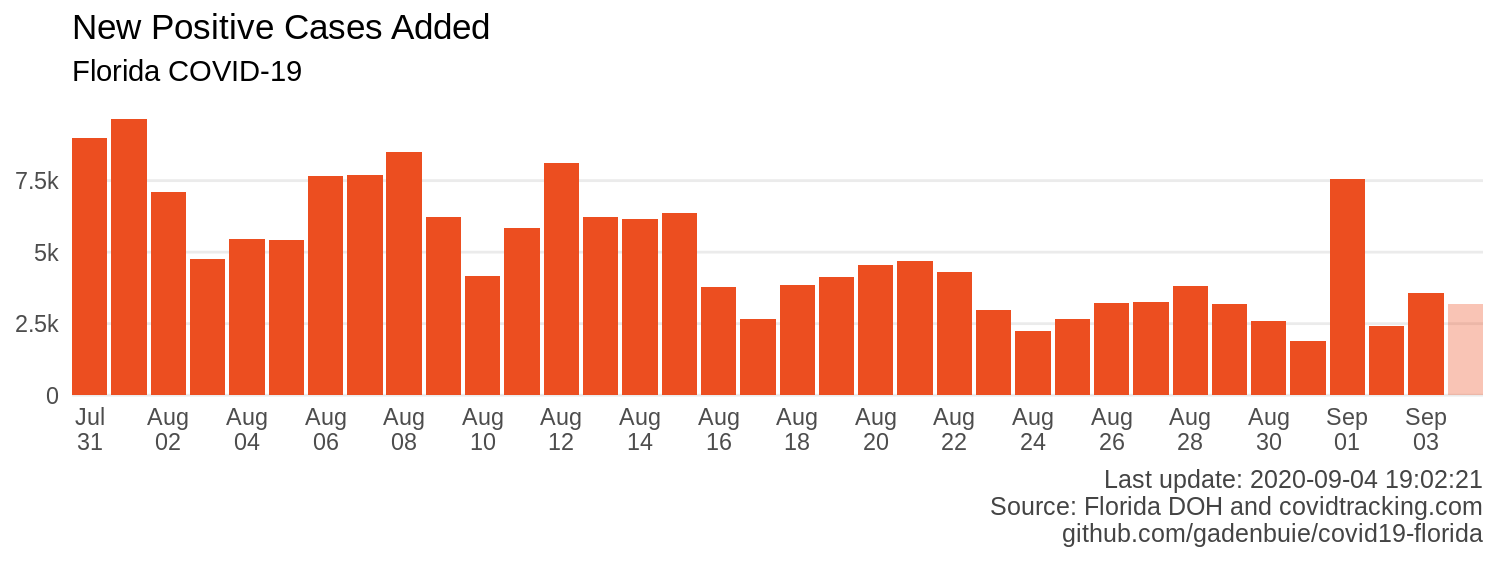 New Positive Cases Added
Florida COVID-19
7.5k
5k
2.5k
0
Jul Aug Aug Aug Aug Aug Aug Aug Aug Aug Aug Aug Aug Aug Aug Aug Sep Sep
31 02 04 06 08 10 12 14 16 18 20 22 24 26 28 30 01 03
Last update: 2020-09-04 19:02:21
Source: Florida DOH and covidtracking.com
github.com/gadenbuie/covid19-florida